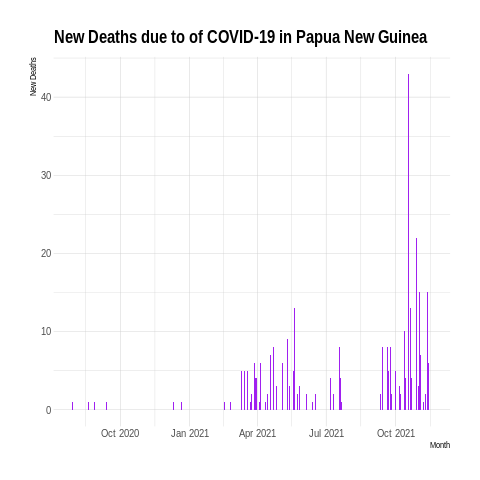 New Deaths due to of COVID-19 in Papua New Guinea
New Deaths
40
30
20
10
0
Oct 2020 Jan 2021 Apr 2021 Jul 2021 Oct 2021
Month